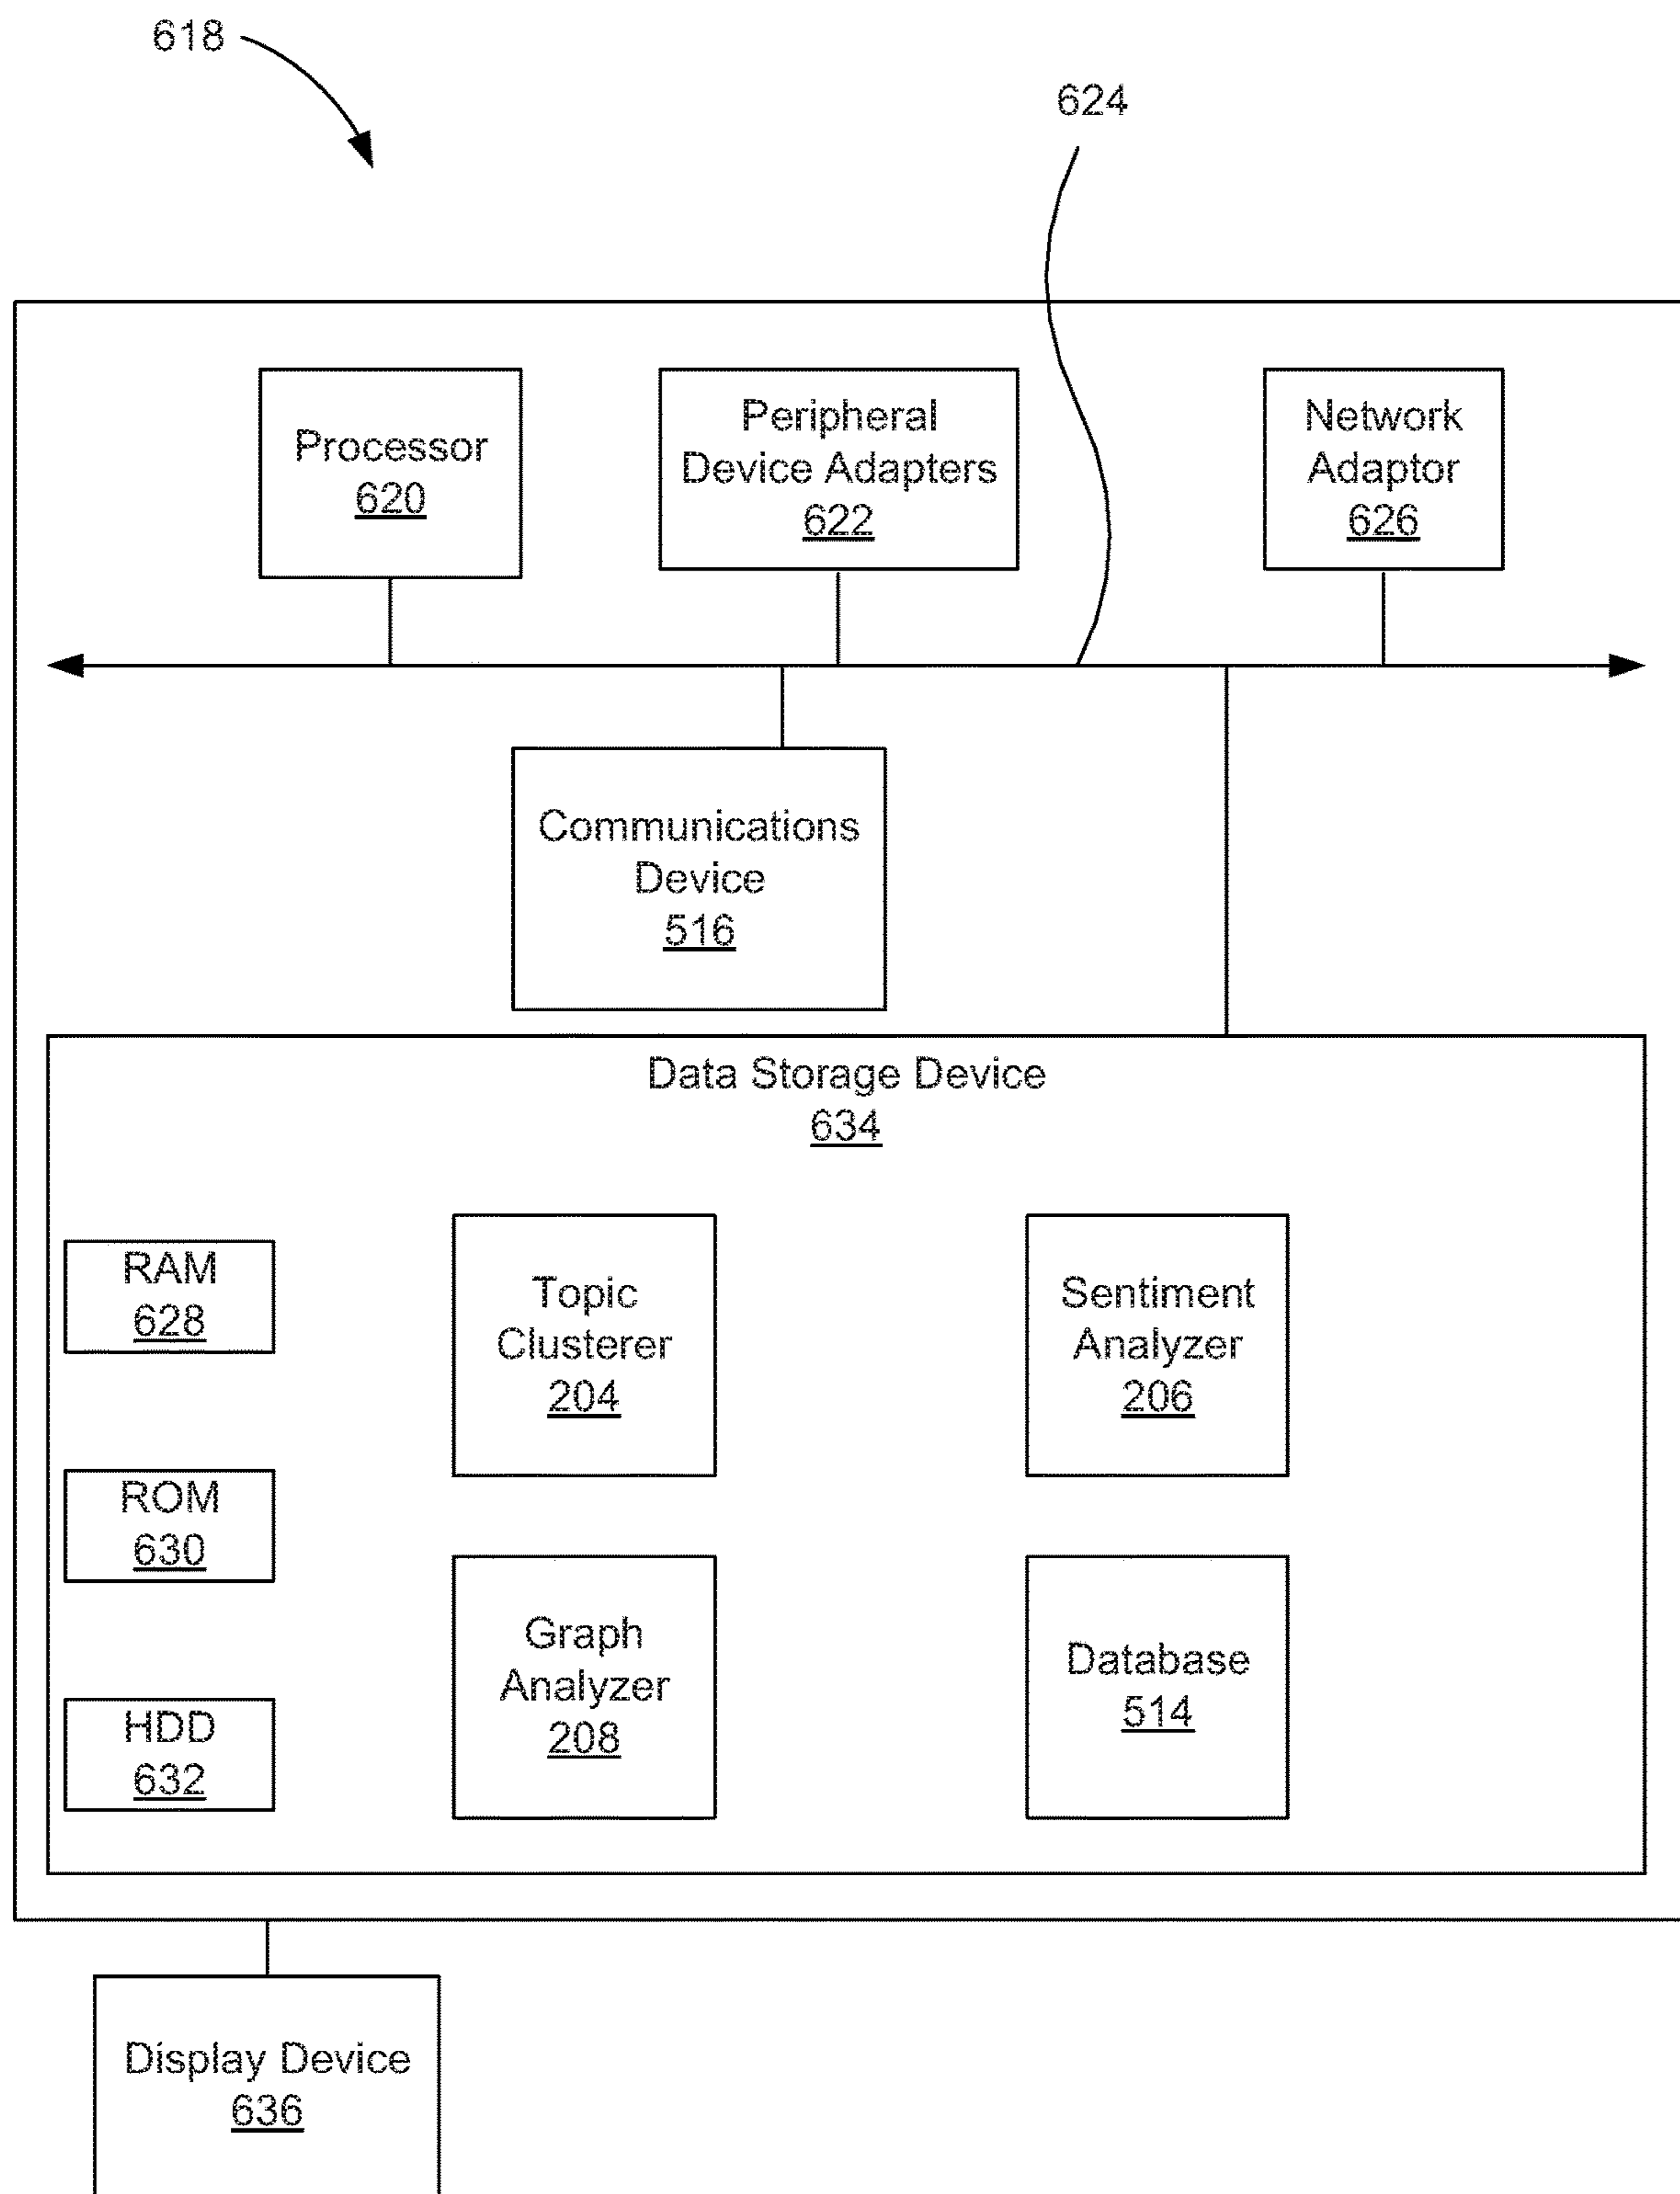 618
624
Processor
620
Peripheral
Device Adapters
622
Network
Adaptor
626
Communications
Device
516
Data Storage Device
634
RAM
628
Topic
Clusterer
204
Sentiment
Analyzer
206
ROM
630
Graph
Analyzer
208
Database
514
HDD
632
Display Device
636